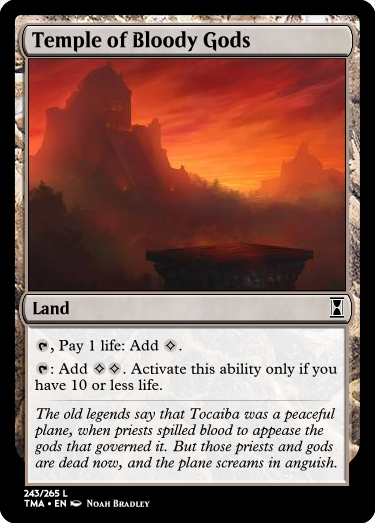 Temple of Bloody Gods
Land
, Pay 1 life: Add .
: Add . Activate this ability only if you
have 10 or less life.
The old legends say that Tocaiba was a peaceful
plane, when priests spilled blood to appease the
gods that governed it. But those priests and gods
are dead now, and the plane screams in anguish.
243/265 L
TMA • EN Noah Bradley